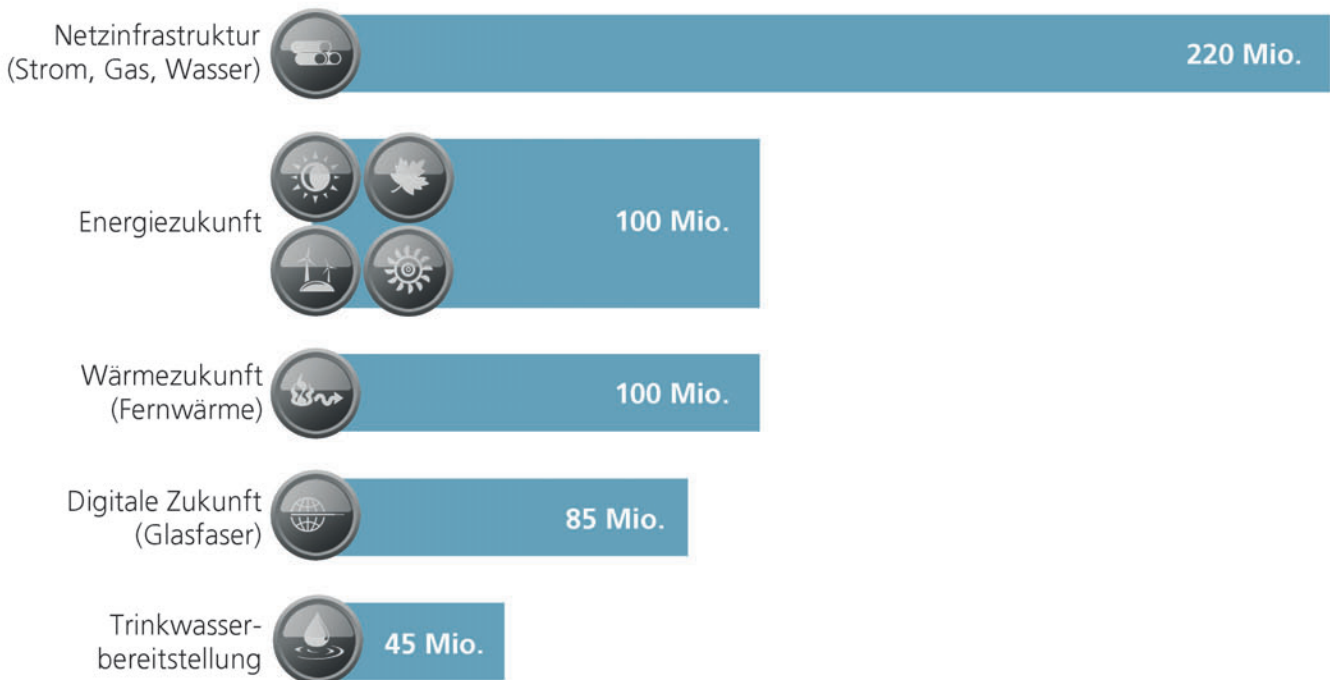 Netzinfrastruktur
(Strom, Gas, Wasser)
220 Mio.
Energiezukunft
100 Mio.
Wärmezukunft
(Fernwärme)
100 Mio.
Digitale Zukunft
(Glasfaser)
85 Mio.
Trinkwasser-
bereitstellung
45 Mio.